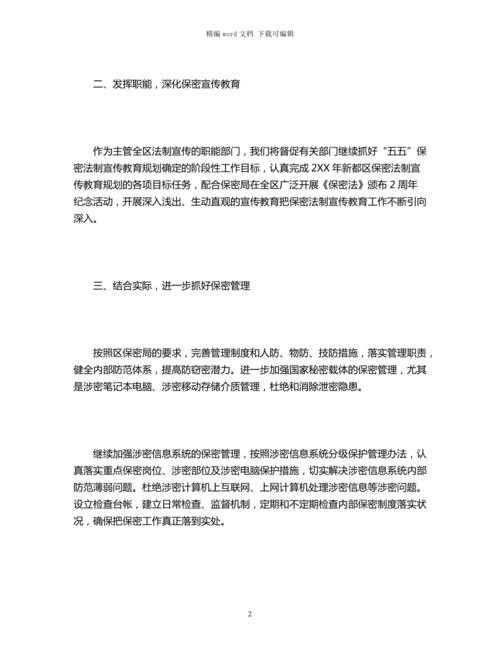 精编 word 文档 下载可编辑
二、发挥职能，深化保密宣传教育
作为主管全区法制宣传的职能部门，我们将督促有关部门继续抓好“五五”保
密法制宣传教育规划确定的阶段性工作目标，认真完成 2XX 年新都区保密法制宣
传教育规划的各项目标任务，配合保密局在全区广泛开展《保密法》颁布 2 周年
纪念活动，开展深入浅出、生动直观的宣传教育把保密法制宣传教育工作不断引向
深入。
三、结合实际，进一步抓好保密管理
按照区保密局的要求，完善管理制度和人防、物防、技防措施，落实管理职责，
健全内部防范体系，提高防窃密潜力。进一步加强国家秘密载体的保密管理，尤其
是涉密笔记本电脑、涉密移动存储介质管理，杜绝和消除泄密隐患。
继续加强涉密信息系统的保密管理，按照涉密信息系统分级保护管理办法，认
真落实重点保密岗位、涉密部位及涉密电脑保护措施，切实解决涉密信息系统内部
防范薄弱问题。杜绝涉密计算机上互联网、上网计算机处理涉密信息等涉密问题。
设立检查台帐，建立日常检查、监督机制，定期和不定期检查内部保密制度落实状
况，确保把保密工作真正落到实处。
2